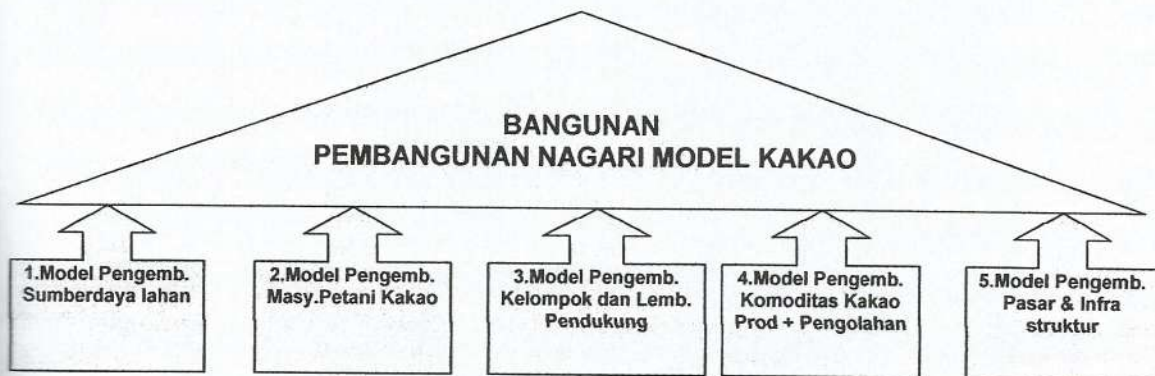 BANGUNAN
PEMBANGUNAN NAGARI MODEL KAKAO
1.Model Pengemb.
Sumberdaya lahan
2.Model Pengemb.
Masy.Petani Kakao
3.Model Pengemb.
Kelompok dan Lemb.
Pendukung
4.Model Pengemb.
Komoditas Kakao
Prod + Pengolahan
5.Model Pengemb.
Pasar & Infra
struktur